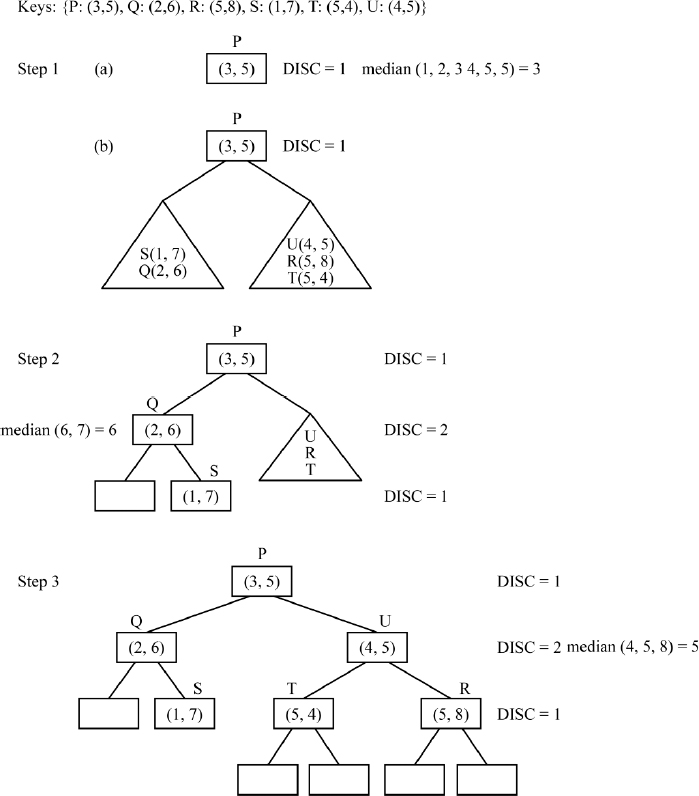 Keys: {P: (3,5), Q: (2,6), R: (5,8), S: (1,7), T: (5,4), U: (4,5)}
P
Step 1 (a) (3, 5) DISC = 1 median (1, 2, 3 4, 5, 5) = 3
P
(b) (3, 5) DISC = 1
S(1, 7)
Q(2, 6)
U(4, 5)
R(5, 8)
T(5, 4)
P
Step 2 (3, 5) DISC = 1
Q
median (6, 7) = 6 (2, 6) DISC = 2
U
R
T
S
(1, 7) DISC = 1
P
Step 3 (3, 5) DISC = 1
Q U
(2, 6) (4, 5) DISC = 2 median (4, 5, 8) = 5
S T R
(1, 7) (5, 4) (5, 8) DISC = 1